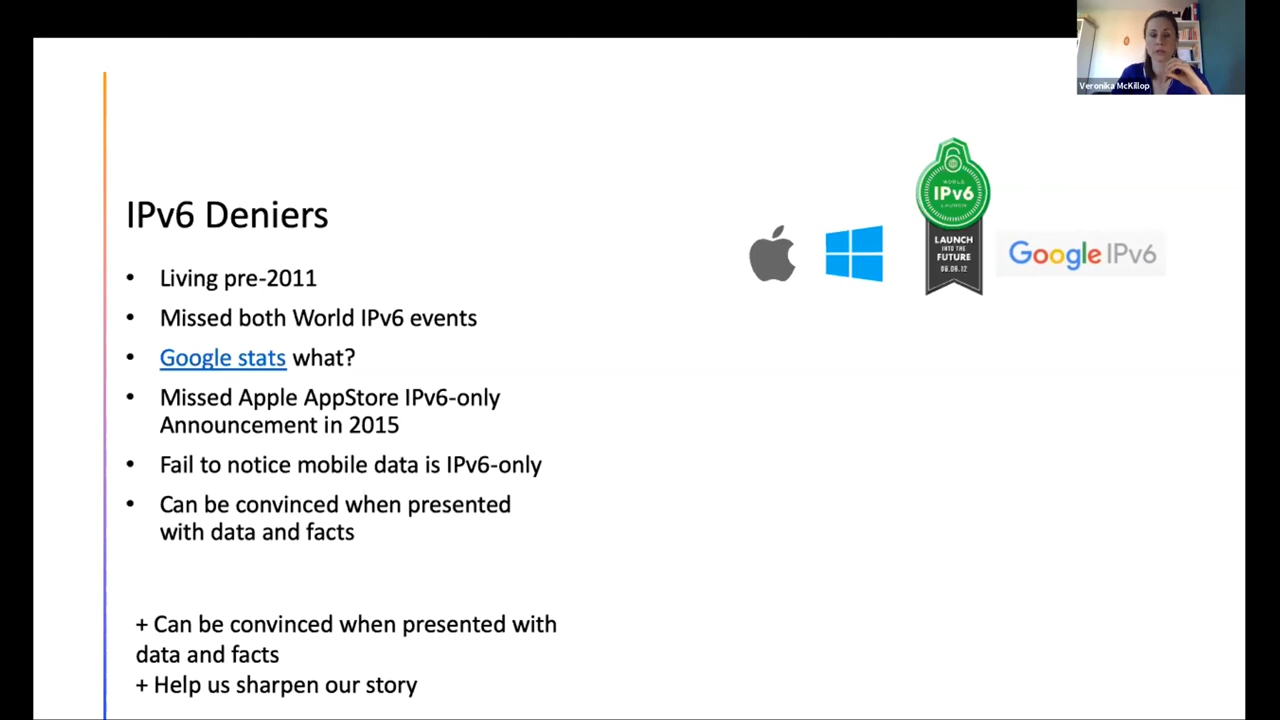 Veronika McKillop
WORLD
IPv6
LAUNCH
LAUNCH
INTO THE
FUTURE
06.06.12
Google IPv6
IPv6 Deniers
• Living pre-2011
• Missed both World IPv6 events
• Google stats what?
• Missed Apple AppStore IPv6-only
Announcement in 2015
• Fail to notice mobile data is IPv6-only
• Can be convinced when presented
with data and facts
+ Can be convinced when presented with
data and facts
+ Help us sharpen our story